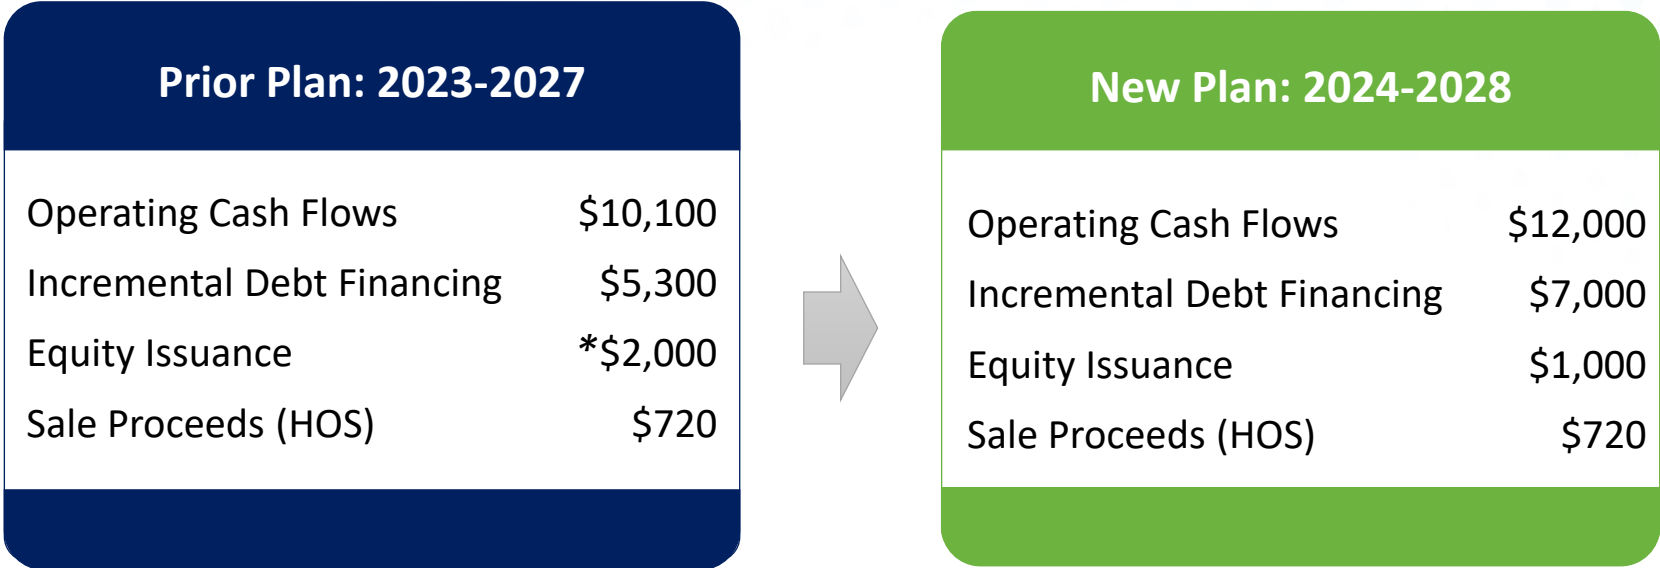 Prior Plan: 2023-2027
Operating Cash Flows $10,100
Incremental Debt Financing $5,300
Equity Issuance *$2,000
Sale Proceeds (HOS) $720
New Plan: 2024-2028
Operating Cash Flows $12,000
Incremental Debt Financing $7,000
Equity Issuance $1,000
Sale Proceeds (HOS) $720